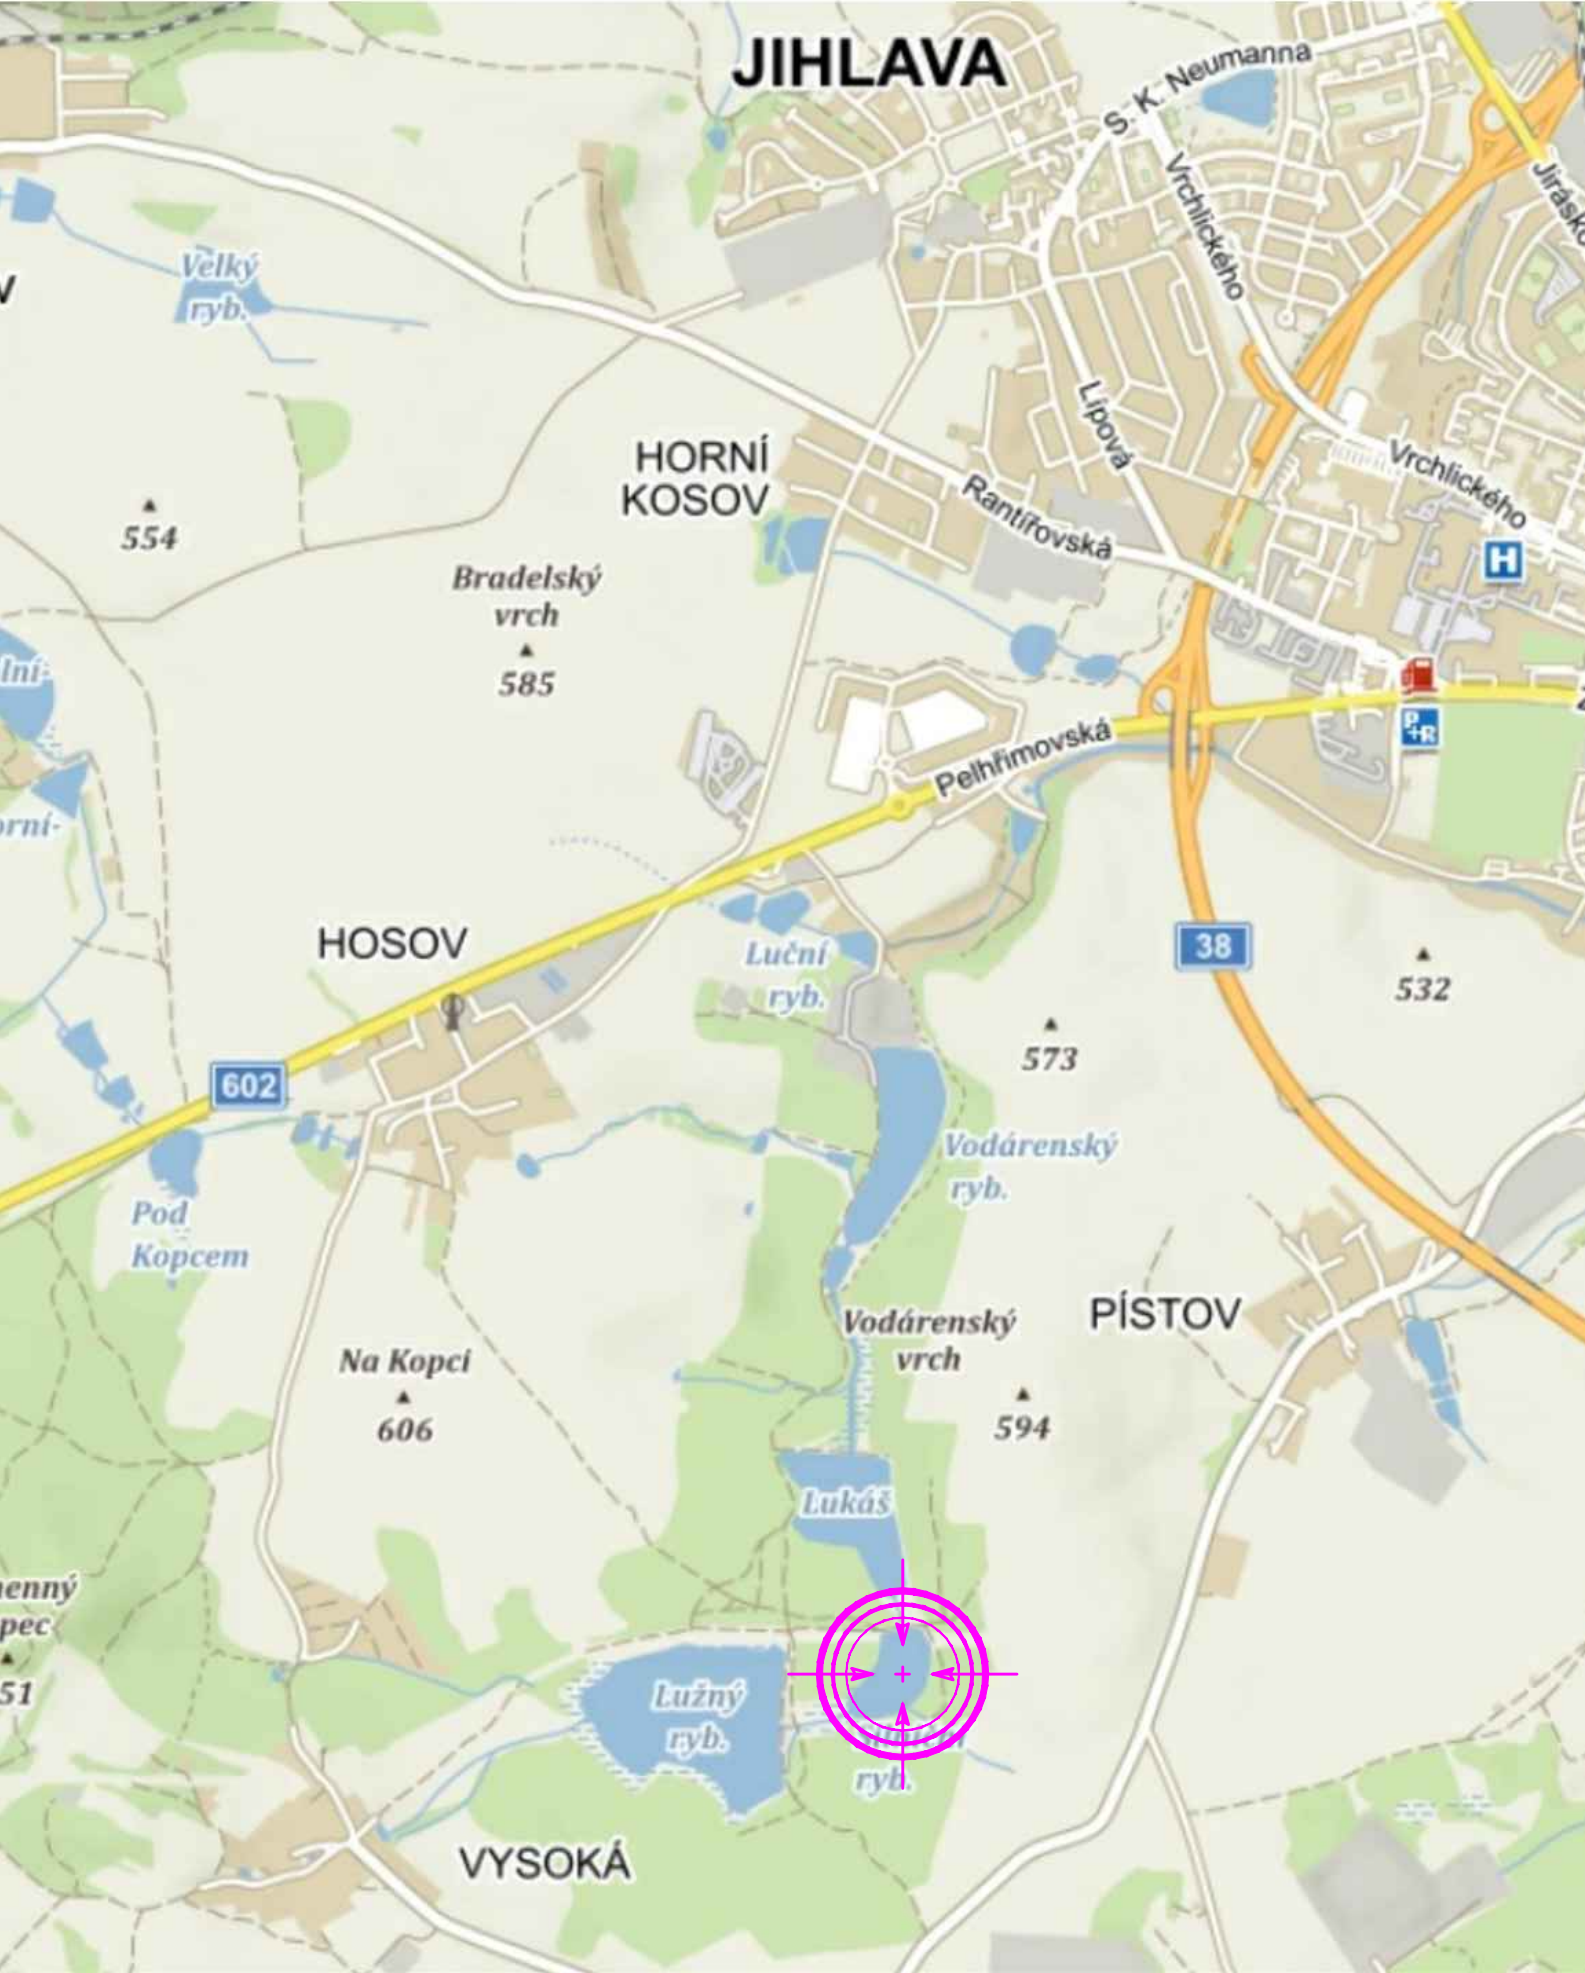 JIHLAVA
S. K. Neumanna
Vrchlického
Velký
ryb.
HORNÍ
KOSOV
Lípová
Vrchlického
Rantířovská
554
Bradelský
vrch
585
H
Pelhřimovská
P+R
HOSOV
Luční
ryb.
38
532
573
602
Vodárenský
ryb.
Pod
Kopcem
PÍSTOV
Vodárenský
vrch
Na Kopci
606
594
Lukáš
51
Lužný
ryb.
ryb.
VYSOKÁ